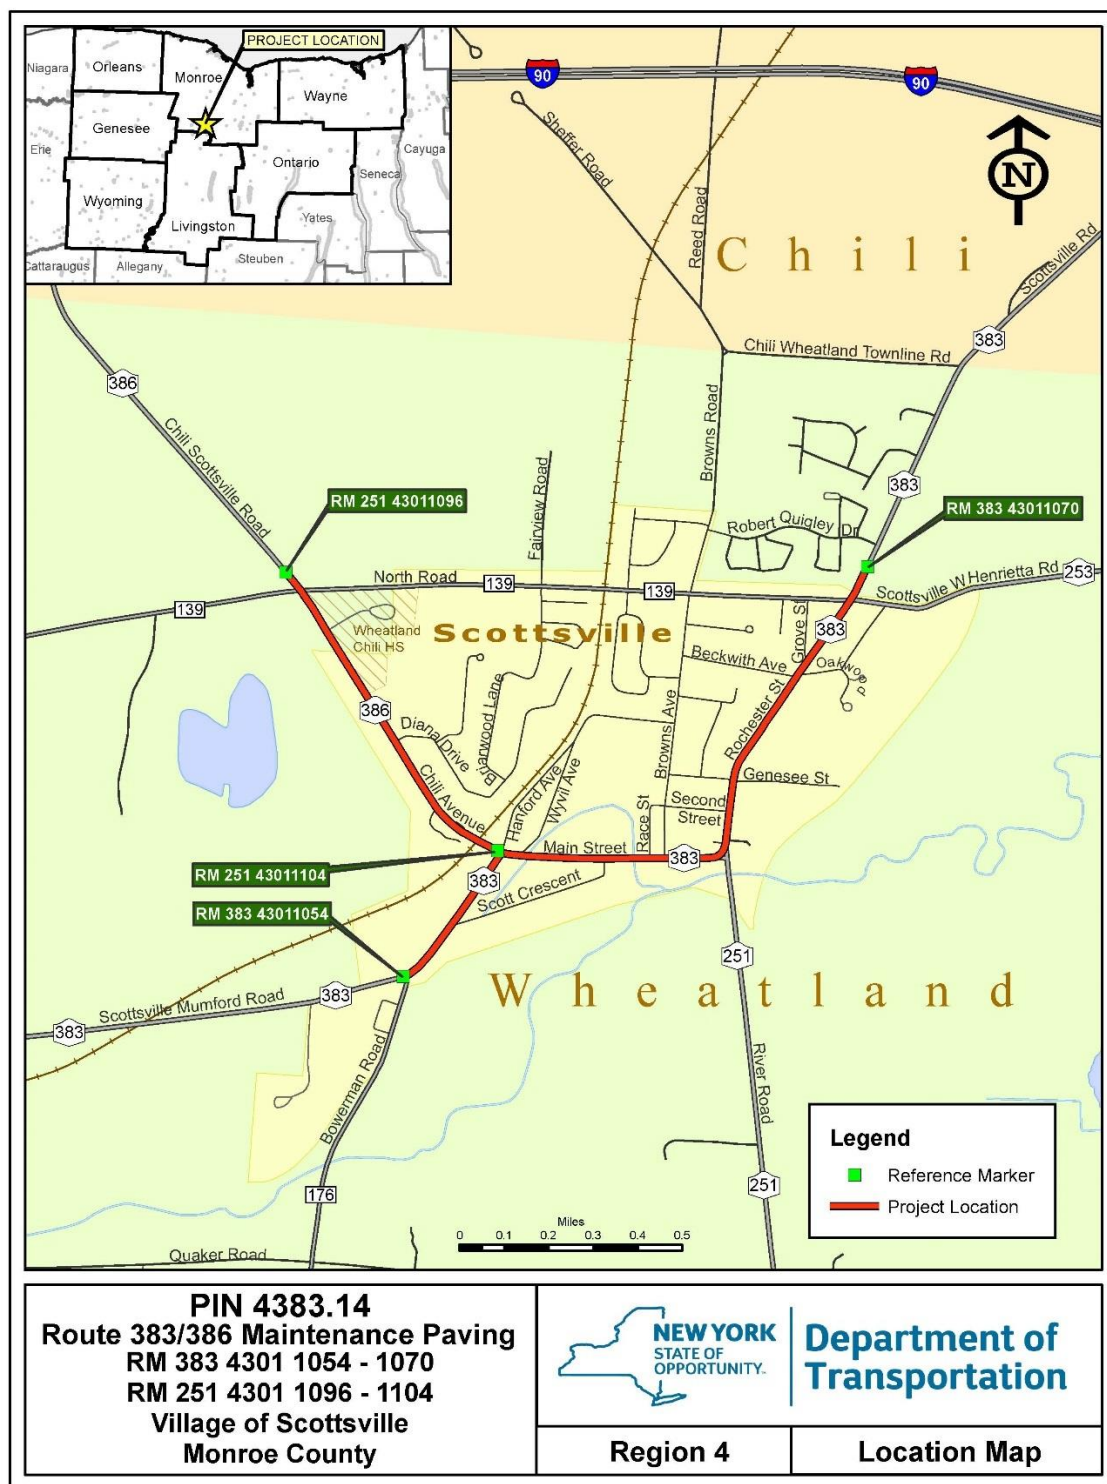 PROJECT LOCATION
Niagara
Orleans
Monroe
Wayne
Genesee
Erie
Ontario
Cayuga
Seneca
Wyoming
Livingston
Yates
Cattaraugus
Allegany
Steuben
90
90
N
Sheffer Road
Reed Road
Chili
Scottsville Rd
383
Chili Wheatland Townline Rd
386
Chili Scottsville Road
Browns Road
Fairview Road
383
RM 251 43011096
RM 383 43011070
Robert Quigley Dr
North Road
139
139
139
Scottsville W Henrietta Rd
253
Wheatland
Chili HS
Scottsville
Grove St
383
Beckwith Ave
Oakwood
386
Diana Drive
Briarwood Lane
Rochester St
Browns Ave
Chili Avenue
Hanford Ave
Wyvil Ave
Genesee St
Race St
Second
Street
Main Street
383
RM 251 43011104
383
Scott Crescent
RM 383 43011054
251
Wheatland
Scottsville Mumford Road
383
383
Bowerman Road
River Road
176
251
Quaker Road
Legend
Reference Marker
Project Location
Miles
0 0.1 0.2 0.3 0.4 0.5
PIN 4383.14
Route 383/386 Maintenance Paving
RM 383 4301 1054 - 1070
RM 251 4301 1096 - 1104
Village of Scottsville
Monroe County
NEW YORK
STATE OF
OPPORTUNITY
Department of
Transportation
Region 4
Location Map